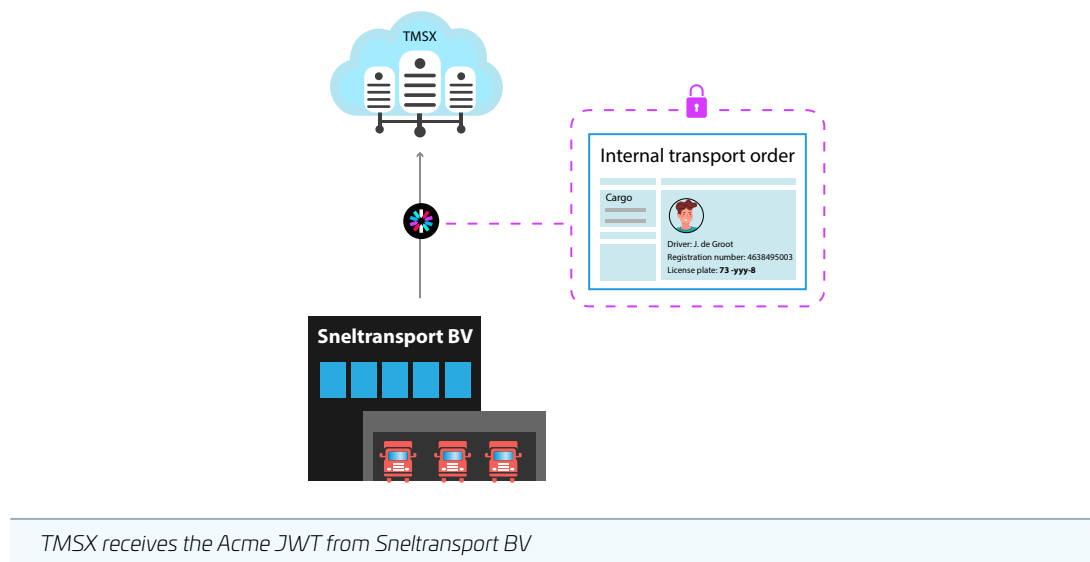 TMSX
Internal transport order
Cargo
Driver: J. de Groot
Registration number: 4638495003
License plate: 73 -yyy-8
Sneltransport BV
TMSX receives the Acme JWT from Sneltransport BV